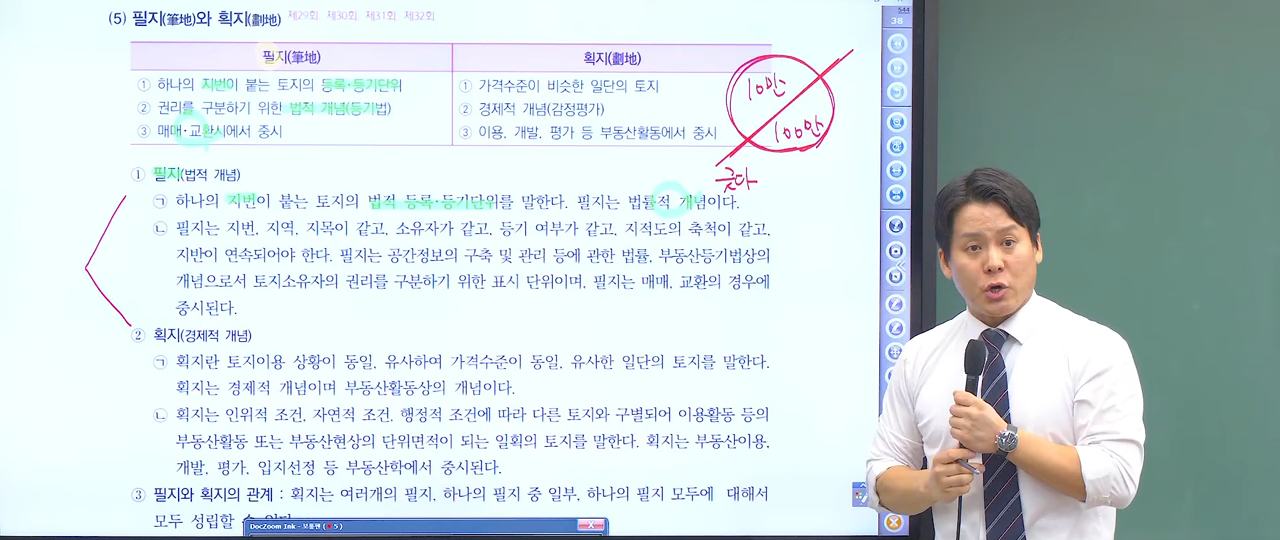 (5) 필지(筆地)와 획지(劃地) 제29회 제30회 제31회 제32회
필지(筆地) 획지(劃地)
① 하나의 지번이 붙는 토지의 등록·등기단위 ① 가격수준이 비슷한 일단의 토지
② 권리를 구분하기 위한 법적 개념(등기법) ② 경제적 개념(감정평가)
③ 매매·교환시에서 중시 ③ 이용, 개발, 평가 등 부동산활동에서 중시
10만
100만
긋다
① 필지(법적 개념)
㉠ 하나의 지번이 붙는 토지의 법적 등록·등기단위를 말한다. 필지는 법률적 개념이다.
㉡ 필지는 지번, 지역, 지목이 같고, 소유자가 같고, 등기 여부가 같고, 지적도의 축척이 같고,
지반이 연속되어야 한다. 필지는 공간정보의 구축 및 관리 등에 관한 법률, 부동산등기법상의
개념으로서 토지소유자의 권리를 구분하기 위한 표시 단위이며, 필지는 매매, 교환의 경우에
중시된다.
② 획지(경제적 개념)
㉠ 획지란 토지이용 상황이 동일, 유사하여 가격수준이 동일, 유사한 일단의 토지를 말한다.
획지는 경제적 개념이며 부동산활동상의 개념이다.
㉡ 획지는 인위적 조건, 자연적 조건, 행정적 조건에 따라 다른 토지와 구별되어 이용활동 등의
부동산활동 또는 부동산현상의 단위면적이 되는 일획의 토지를 말한다. 획지는 부동산이용,
개발, 평가, 입지선정 등 부동산학에서 중시된다.
③ 필지와 획지의 관계 : 획지는 여러개의 필지, 하나의 필지 중 일부, 하나의 필지 모두에 대해서
모두 성립할
DocZoom Ink - 보통펜 ( 5 )
544
38